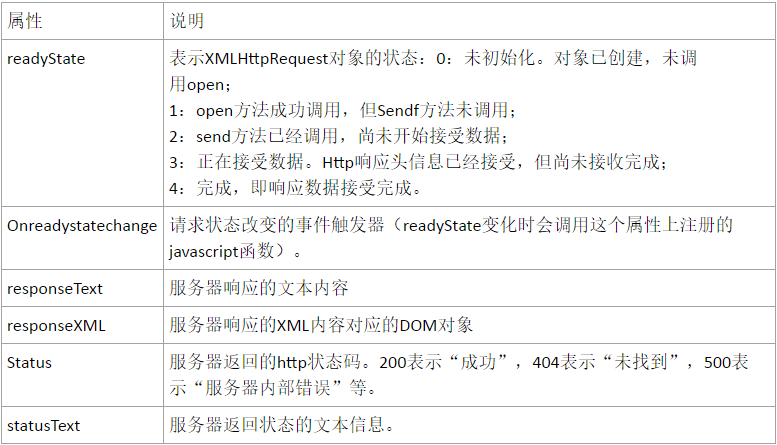 属性 说明
readyState 表示XMLHttpRequest对象的状态：0：未初始化。对象已创建，未调
用open；
1：open方法成功调用，但Sendf方法未调用；
2：send方法已经调用，尚未开始接受数据；
3：正在接受数据。Http响应头信息已经接受，但尚未接收完成；
4：完成，即响应数据接受完成。
Onreadystatechange 请求状态改变的事件触发器（readyState变化时会调用这个属性上注册的
javascript函数）。
responseText 服务器响应的文本内容
responseXML 服务器响应的XML内容对应的DOM对象
Status 服务器返回的http状态码。200表示“成功”，404表示“未找到”，500表
示“服务器内部错误”等。
statusText 服务器返回状态的文本信息。